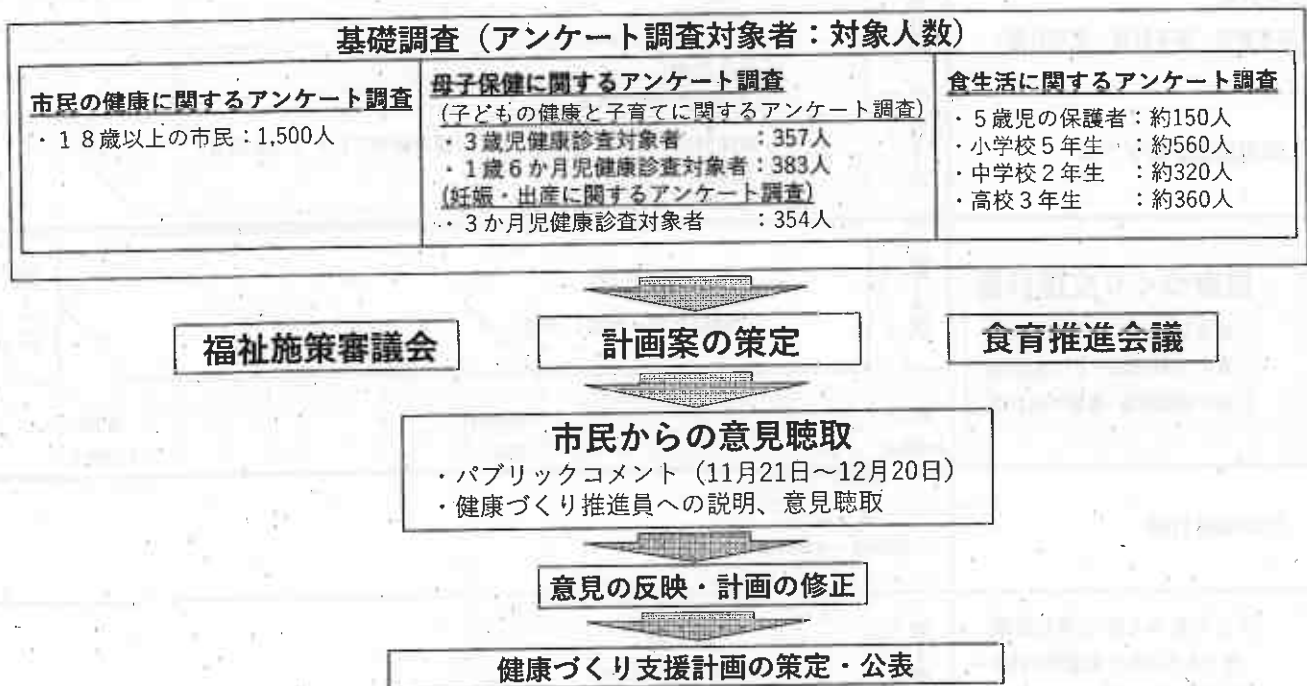 基礎調査（アンケート調査対象者：対象人数）
市民の健康に関するアンケート調査
・１８歳以上の市民：1,500人
母子保健に関するアンケート調査
(子どもの健康と子育てに関するアンケート調査)
・３歳児健康診査対象者　　：357人
・１歳６か月児健康診査対象者：383人
(妊娠・出産に関するアンケート調査)
・３か月児健康診査対象者　　：354人
食生活に関するアンケート調査
・５歳児の保護者：約150人
・小学校５年生　：約560人
・中学校２年生　：約320人
・高校３年生　　：約360人
福祉施策審議会
計画案の策定
食育推進会議
市民からの意見聴取
・パブリックコメント（11月21日～12月20日）
・健康づくり推進員への説明、意見聴取
意見の反映・計画の修正
健康づくり支援計画の策定・公表